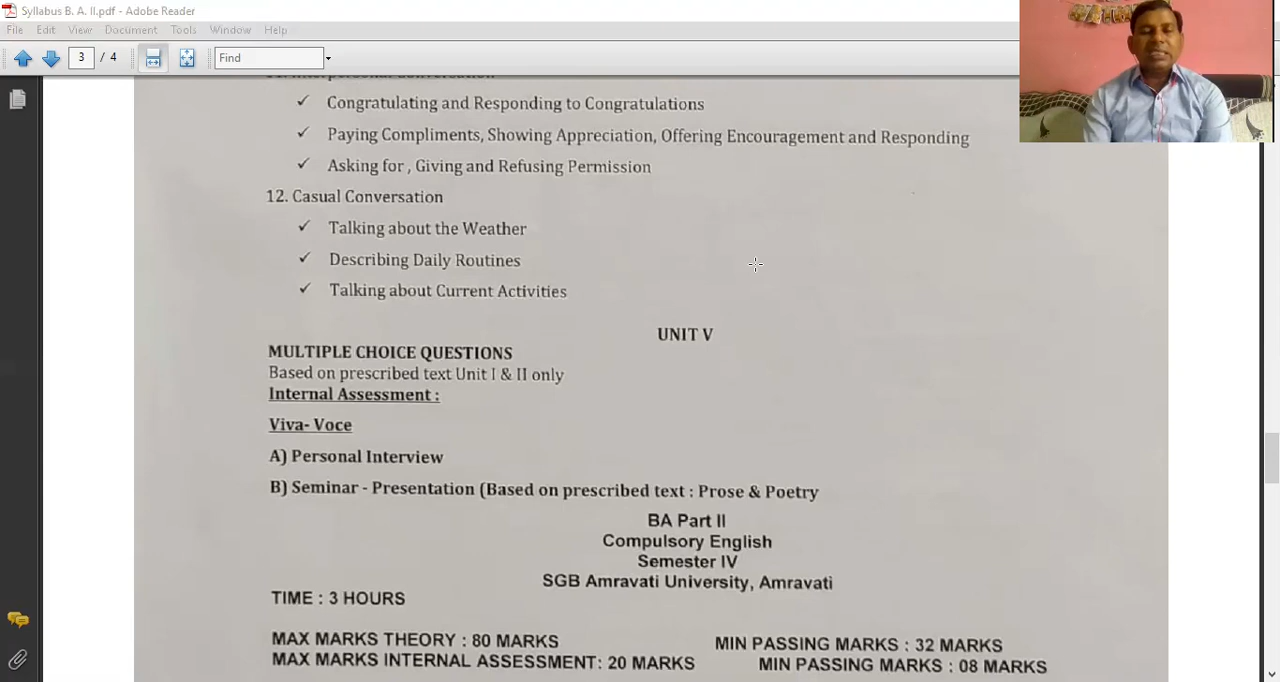 Syllabus B. A. II.pdf - Adobe Reader
File Edit View Document Tools Window Help
3 / 4 Find
11. Interpersonal Conversation
✓ Congratulating and Responding to Congratulations
✓ Paying Compliments, Showing Appreciation, Offering Encouragement and Responding
✓ Asking for , Giving and Refusing Permission
12. Casual Conversation
✓ Talking about the Weather
✓ Describing Daily Routines
✓ Talking about Current Activities
UNIT V
MULTIPLE CHOICE QUESTIONS
Based on prescribed text Unit I & II only
Internal Assessment :
Viva- Voce
A) Personal Interview
B) Seminar - Presentation (Based on prescribed text : Prose & Poetry
BA Part II
Compulsory English
Semester IV
SGB Amravati University, Amravati
TIME : 3 HOURS
MAX MARKS THEORY : 80 MARKS MIN PASSING MARKS : 32 MARKS
MAX MARKS INTERNAL ASSESSMENT: 20 MARKS MIN PASSING MARKS : 08 MARKS